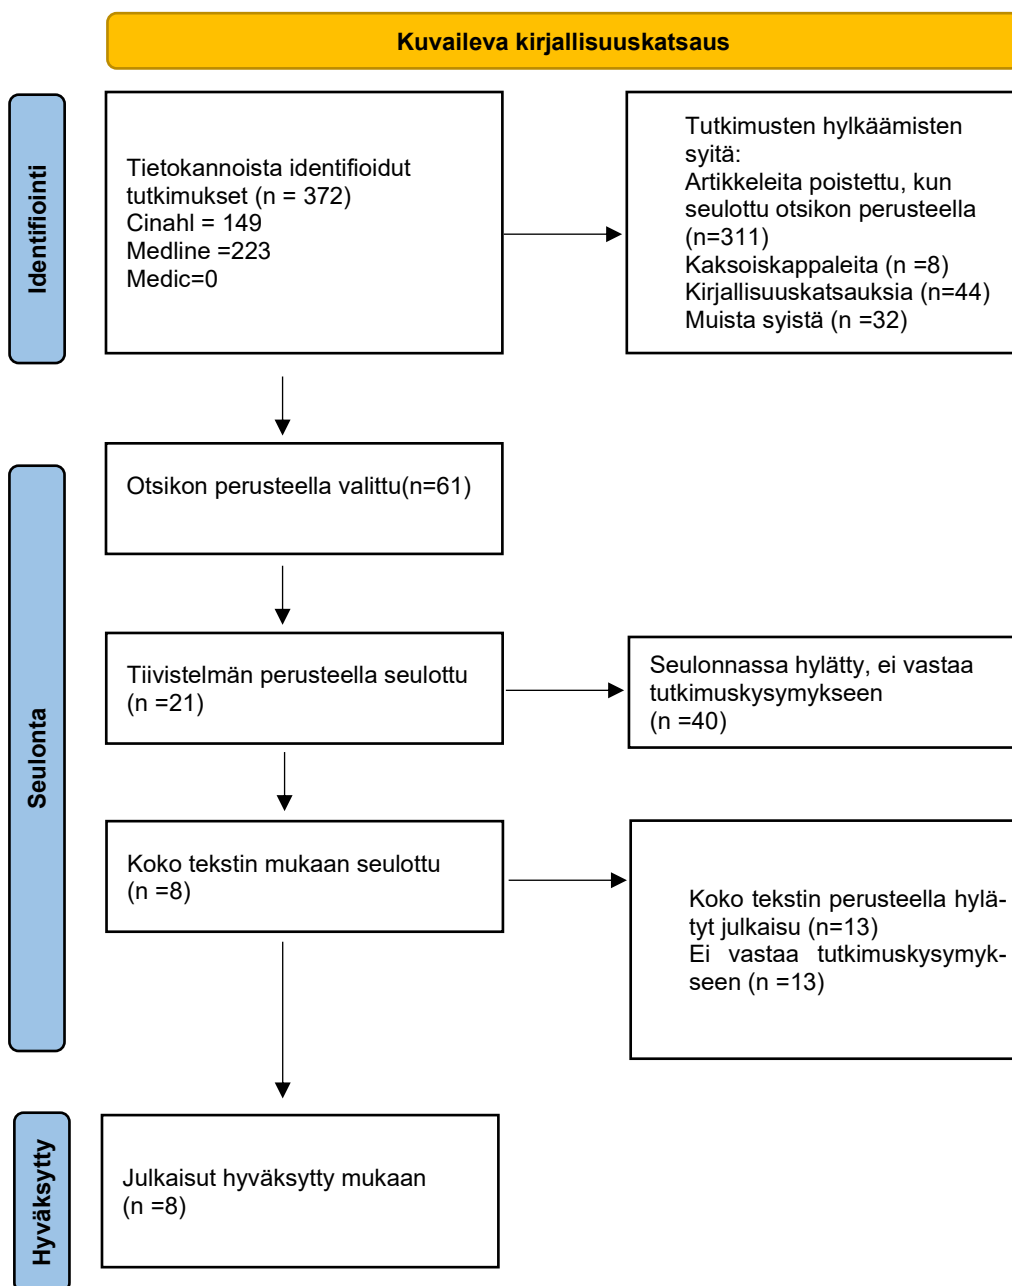 Kuvaileva kirjallisuuskatsaus
Identifiointi
Tietokannoista identifioidut
tutkimukset (n = 372)
Cinahl = 149
Medline =223
Medic=0
Tutkimusten hylkäämisten
syitä:
Artikkeleita poistettu, kun
seulottu otsikon perusteella
(n=311)
Kaksoiskappaleita (n =8)
Kirjallisuuskatsauksia (n=44)
Muista syistä (n =32)
Seulonta
Otsikon perusteella valittu(n=61)
Tiivistelmän perusteella seulottu
(n =21)
Seulonnassa hylätty, ei vastaa
tutkimuskysymykseen
(n =40)
Koko tekstin mukaan seulottu
(n =8)
Koko tekstin perusteella hylä-
tyt julkaisu (n=13)
Ei vastaa tutkimuskysymyk-
seen (n =13)
Hyväksytty
Julkaisut hyväksytty mukaan
(n =8)